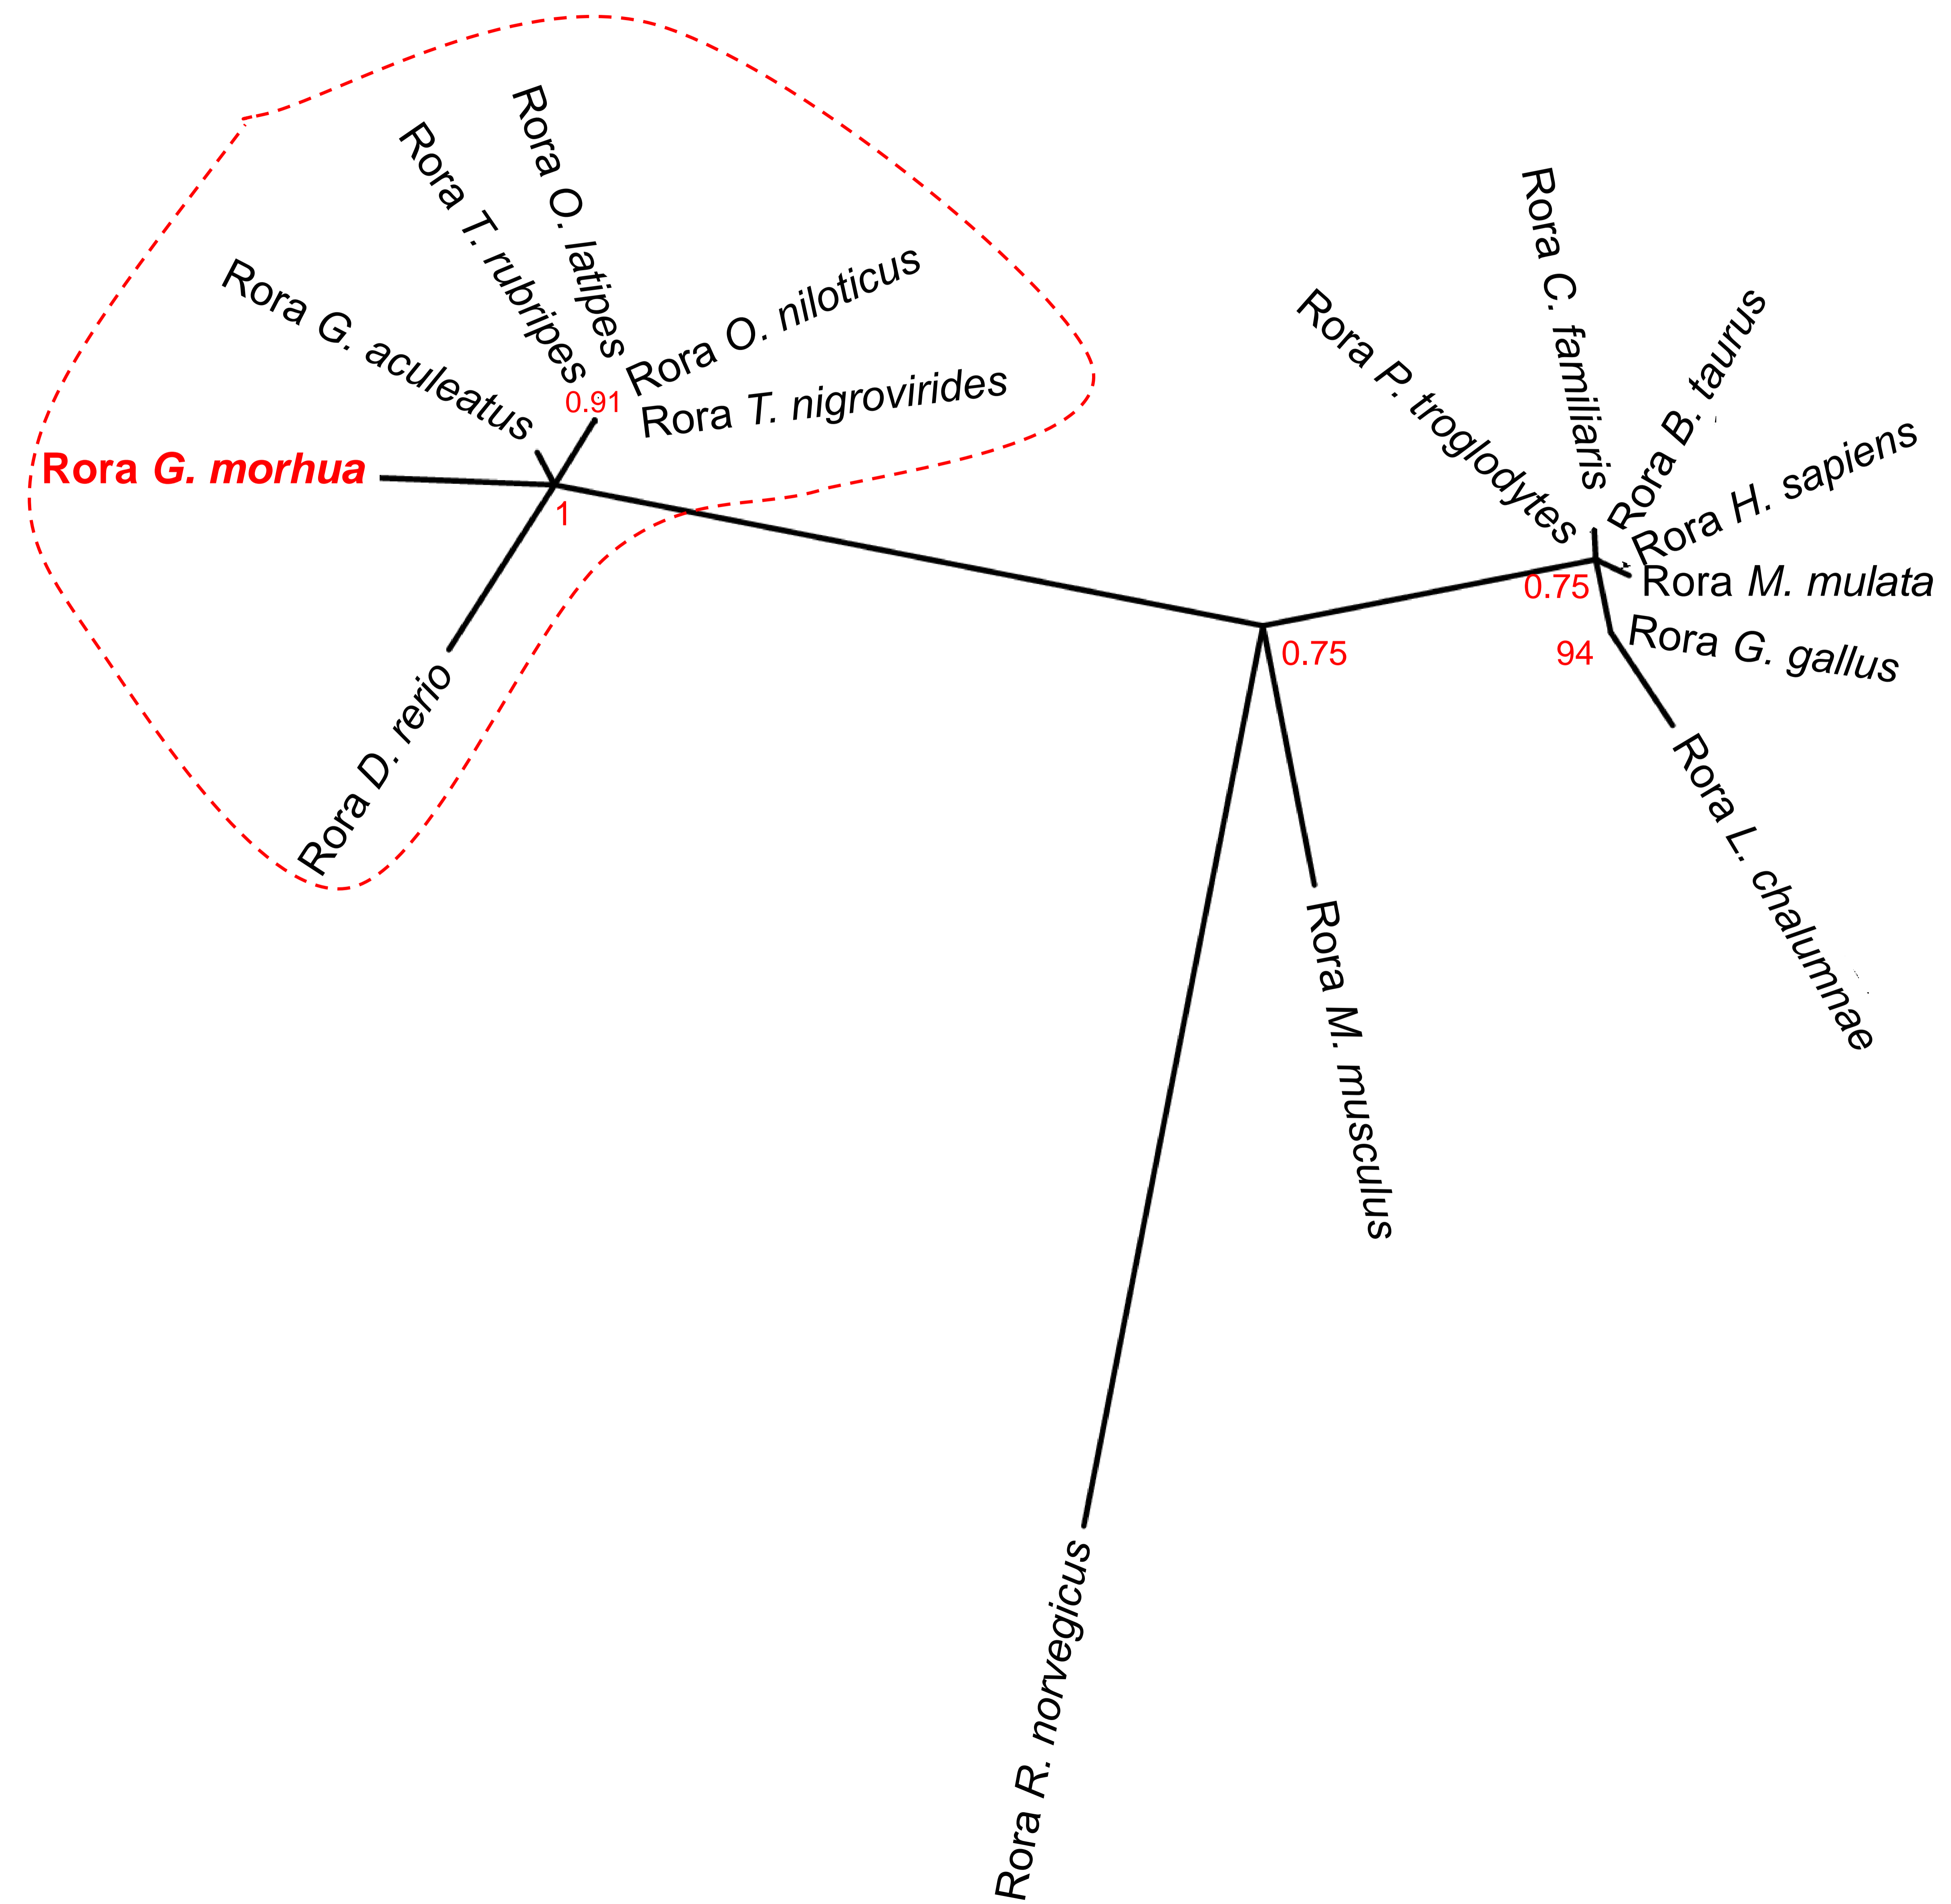 Rora O. latipes
Rora T. rubripes
Rora G. aculleatus
Rora O. niloticus
Rora T. nigrovirides
0.91
Rora G. morhua
1
Rora D. rerio
Rora C. familiaris
Rora P. troglodytes
Rora B. taurus
Rora H. sapiens
Rora M. mulata
0.75
Rora G. gallus
0.75
94
Rora L. chalumnae
Rora M. muscullus
Rora R. norvegicus